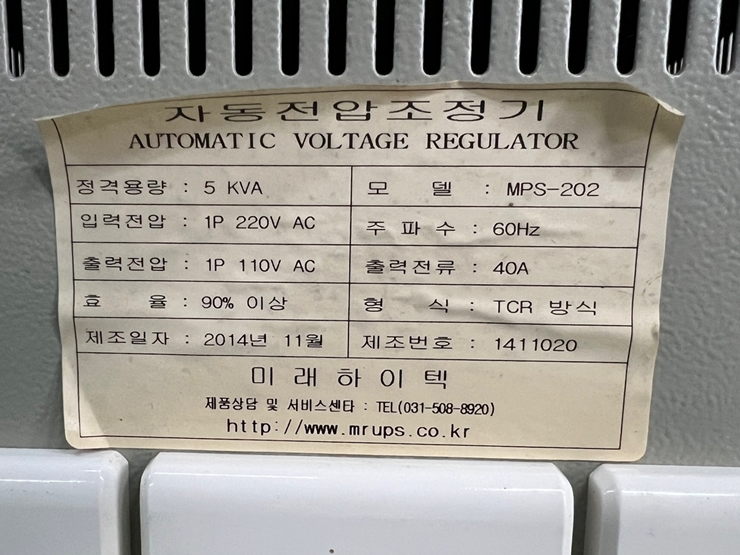 자동전압조정기
AUTOMATIC VOLTAGE REGULATOR
정격용량 : 5 KVA 모 델 : MPS-202
입력전압 : 1P 220V AC 주 파 수 : 60Hz
출력전압 : 1P 110V AC 출력전류 : 40A
효 율 : 90% 이상 형 식 : TCR 방식
제조일자 : 2014년 11월 제조번호 : 1411020
미 래 하 이 텍
제품상담 및 서비스센타 : TEL(031-508-8920)
http://www.mrups.co.kr